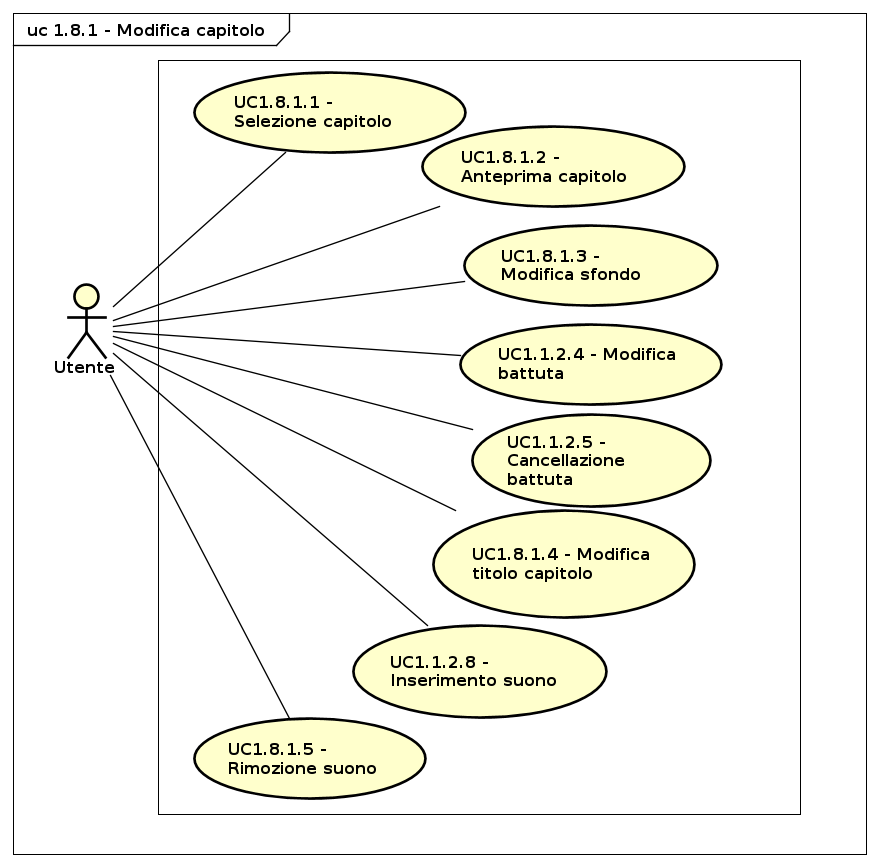 uc 1.8.1 - Modifica capitolo
UC1.8.1.1 -
Selezione capitolo
UC1.8.1.2 -
Anteprima capitolo
UC1.8.1.3 -
Modifica sfondo
Utente
UC1.1.2.4 - Modifica
battuta
UC1.1.2.5 -
Cancellazione
battuta
UC1.8.1.4 - Modifica
titolo capitolo
UC1.1.2.8 -
Inserimento suono
UC1.8.1.5 -
Rimozione suono